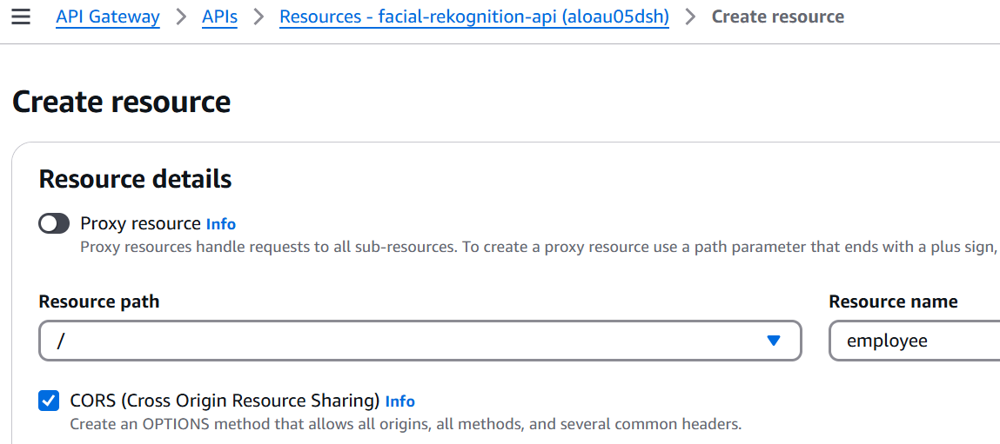 API Gateway > APIs > Resources - facial-rekognition-api (aloau05dsh) > Create resource
Create resource
Resource details
Proxy resource Info
Proxy resources handle requests to all sub-resources. To create a proxy resource use a path parameter that ends with a plus sign,
Resource path
Resource name
/
employee
CORS (Cross Origin Resource Sharing) Info
Create an OPTIONS method that allows all origins, all methods, and several common headers.